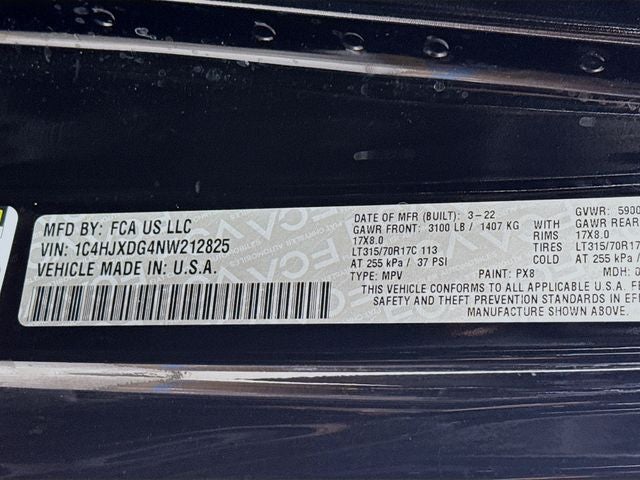 MFD BY: FCA US LLC
VIN: 1C4HJXDG4NW212825
VEHICLE MADE IN: U.S.A.
DATE OF MFR (BUILT): 3-22 GVWR: 5900
GAWR FRONT: 3100 LB / 1407 KG WITH GAWR REAR
17X8.0 RIMS 17X8.0
LT315/70R17C 113 TIRES LT315/70
AT 255 kPa / 37 PSI COLD AT 255 kPa /
TYPE: MPV PAINT: PX8 MDH: 0
THIS VEHICLE CONFORMS TO ALL APPLICABLE U.S.A. FE
SAFETY AND THEFT PREVENTION STANDARDS IN EFF
MANUFACTURE SHOWN ABOVE.